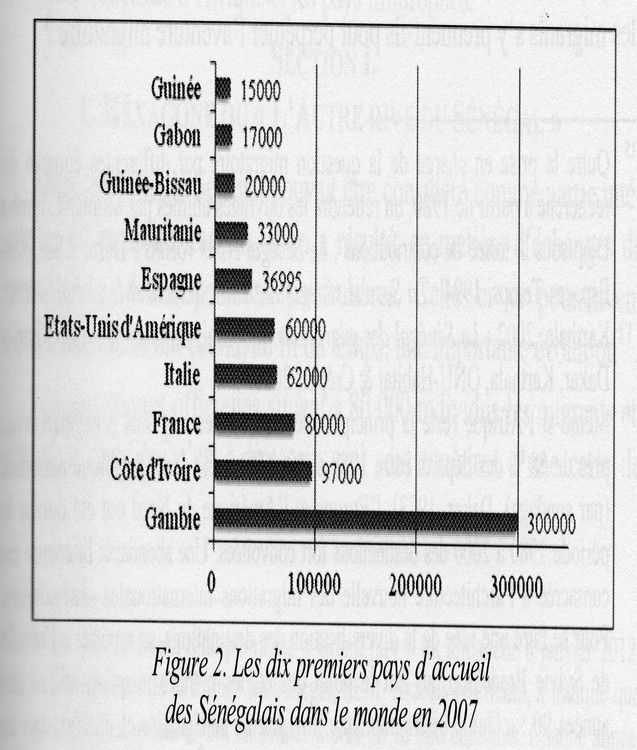 Guinée 15000
Gabon 17000
Guinée-Bissau 20000
Mauritanie 33000
Espagne 36995
Etats-Unis d'Amérique 60000
Italie 62000
France 80000
Côte d'Ivoire 97000
Gambie 300000
0 100000 200000 300000
Figure 2. Les dix premiers pays d'accueil
des Sénégalais dans le monde en 2007